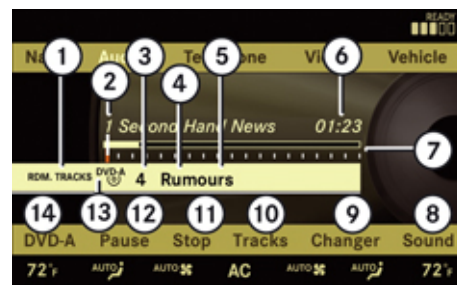 READY
Na Au Te one Vi Vehicle
1 3 5 6
2 4
1 Second Hand News 01:23
7
RDM. TRACKS DVD-A 4 Rumours
14 13 12 11 10 9 8
DVD-A Pause Stop Tracks Changer Sound
72°F AUTO AUTO AC AUTO AUTO 72°F